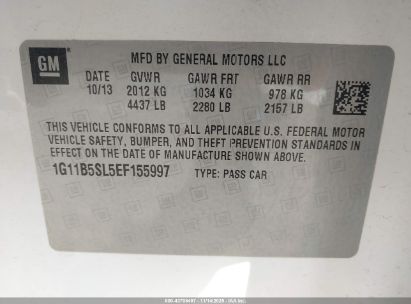 GM
MFD BY GENERAL MOTORS LLC
DATE GVWR GAWR FRT GAWR RR
10/13 2012 KG 1034 KG 978 KG
4437 LB 2280 LB 2157 LB
THIS VEHICLE CONFORMS TO ALL APPLICABLE U.S. FEDERAL MOTOR
VEHICLE SAFETY, BUMPER, AND THEFT PREVENTION STANDARDS IN
EFFECT ON THE DATE OF MANUFACTURE SHOWN ABOVE.
1G11B5SL5EF155997 TYPE: PASS CAR